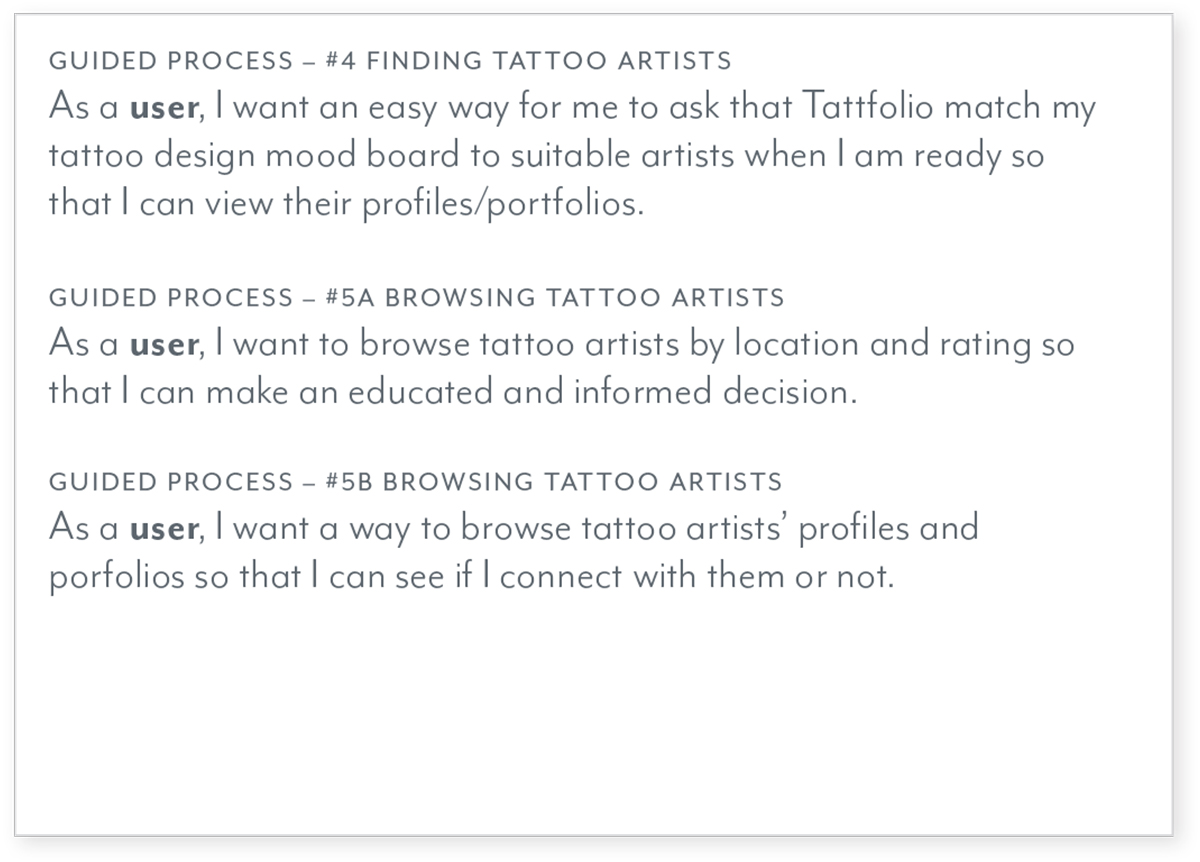 GUIDED PROCESS – #4 FINDING TATTOO ARTISTS
As a user, I want an easy way for me to ask that Tattfolio match my
tattoo design mood board to suitable artists when I am ready so
that I can view their profiles/portfolios.
GUIDED PROCESS – #5A BROWSING TATTOO ARTISTS
As a user, I want to browse tattoo artists by location and rating so
that I can make an educated and informed decision.
GUIDED PROCESS – #5B BROWSING TATTOO ARTISTS
As a user, I want a way to browse tattoo artists’ profiles and
porfolios so that I can see if I connect with them or not.